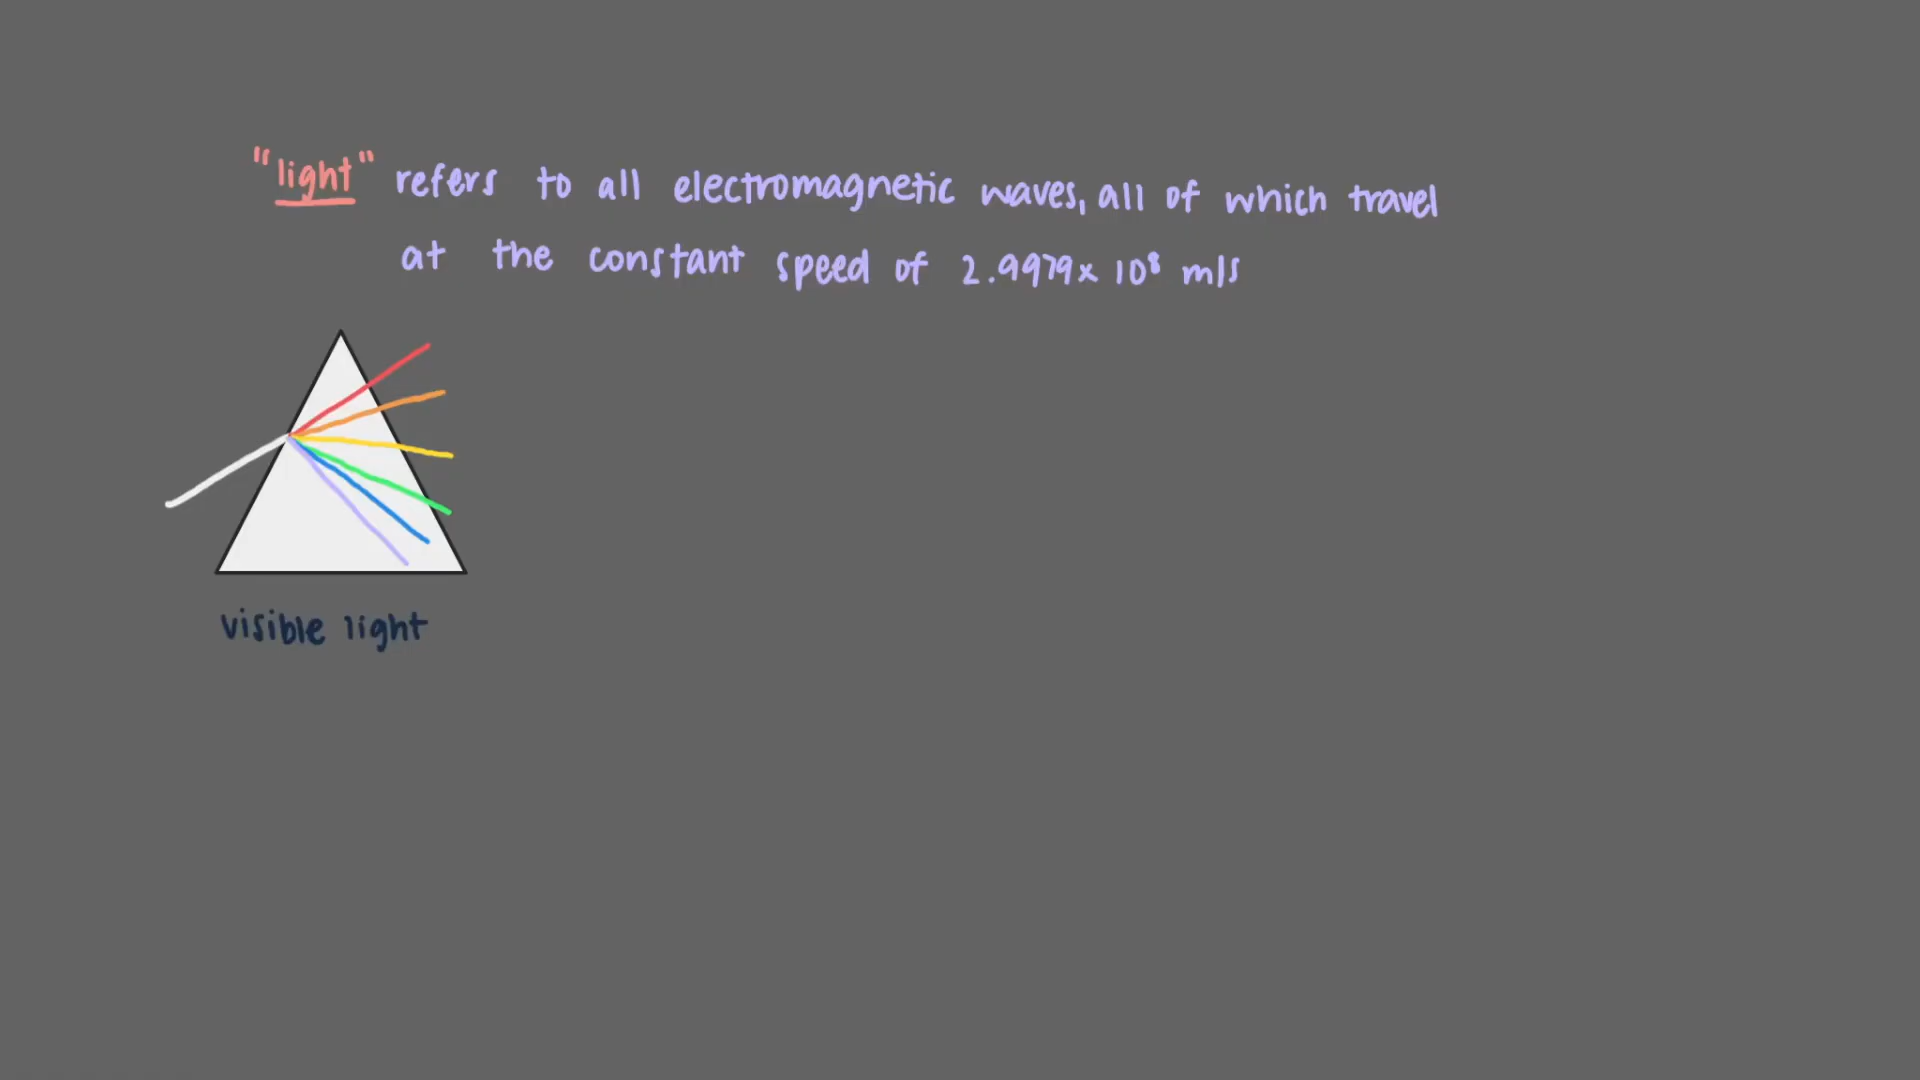 "light" refers to all electromagnetic waves, all of which travel
at the constant speed of 2.9979 x 10⁸ m/s
visible light